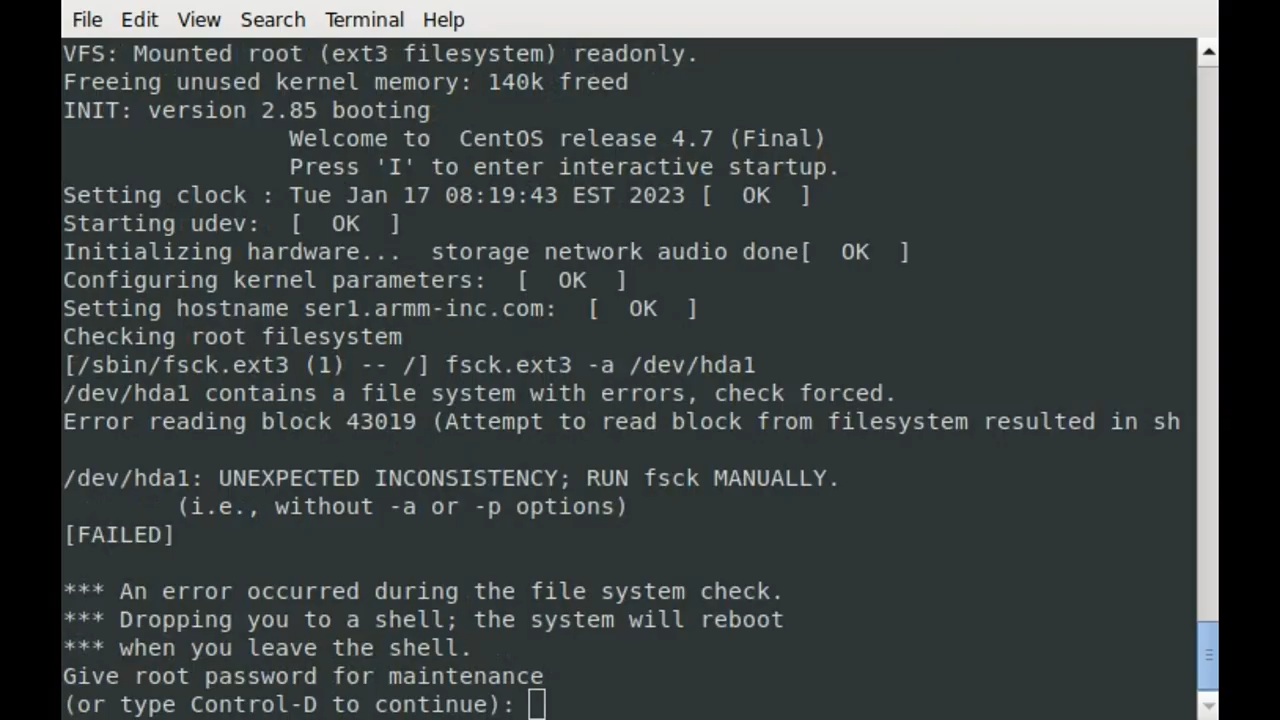 File Edit View Search Terminal Help
VFS: Mounted root (ext3 filesystem) readonly.
Freeing unused kernel memory: 140k freed
INIT: version 2.85 booting
Welcome to  CentOS release 4.7 (Final)
Press 'I' to enter interactive startup.
Setting clock : Tue Jan 17 08:19:43 EST 2023 [  OK  ]
Starting udev:  [  OK  ]
Initializing hardware...  storage network audio done[  OK  ]
Configuring kernel parameters:  [  OK  ]
Setting hostname ser1.armm-inc.com:  [  OK  ]
Checking root filesystem
[/sbin/fsck.ext3 (1) -- /] fsck.ext3 -a /dev/hda1
/dev/hda1 contains a file system with errors, check forced.
Error reading block 43019 (Attempt to read block from filesystem resulted in sh
/dev/hda1: UNEXPECTED INCONSISTENCY; RUN fsck MANUALLY.
(i.e., without -a or -p options)
[FAILED]
*** An error occurred during the file system check.
*** Dropping you to a shell; the system will reboot
*** when you leave the shell.
Give root password for maintenance
(or type Control-D to continue):